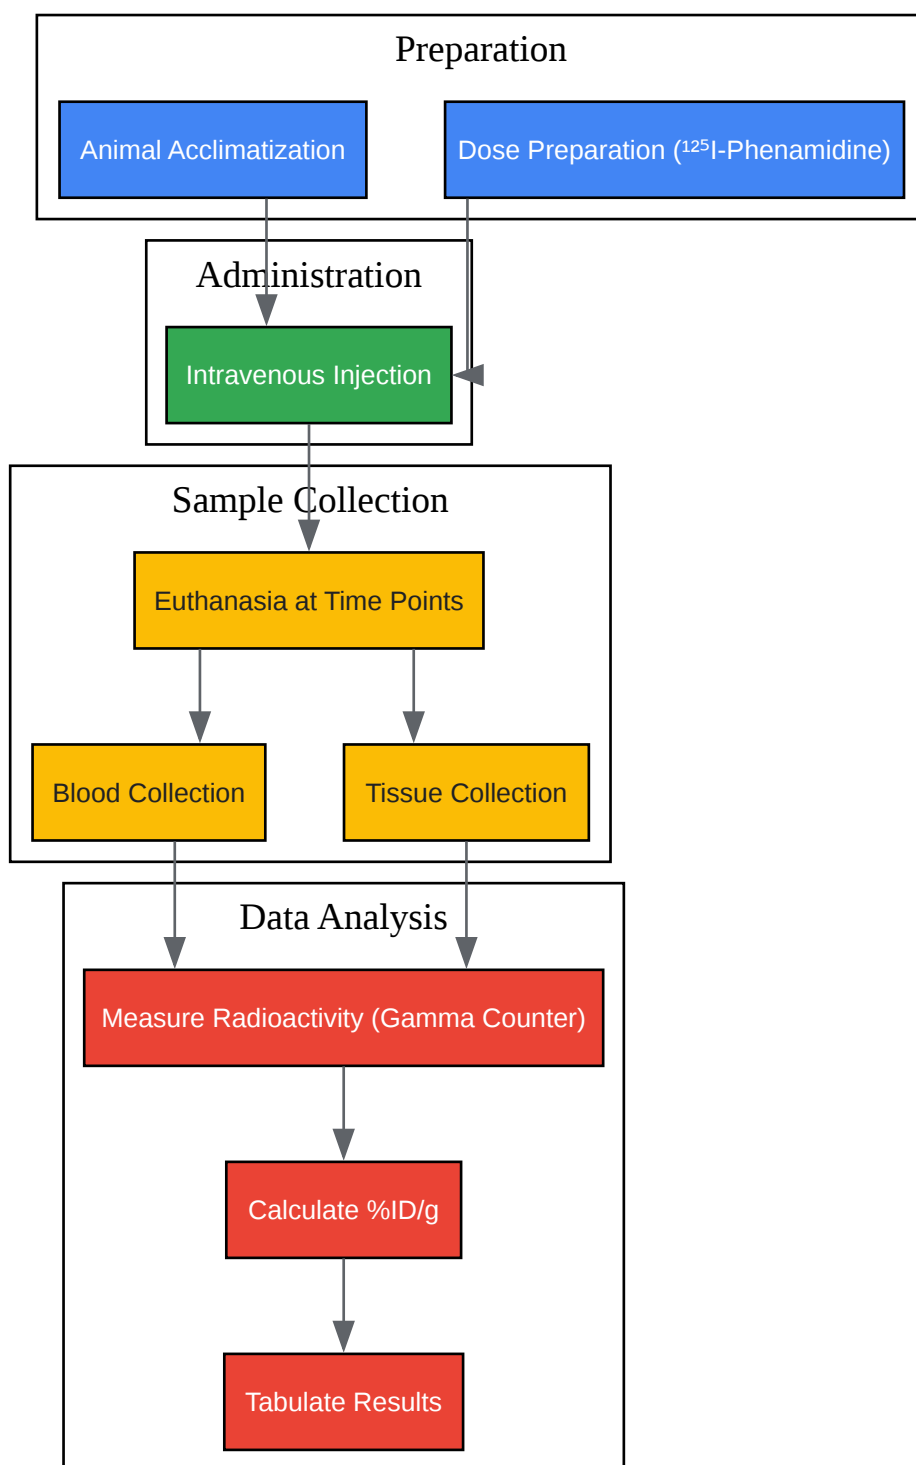 Preparation
Animal Acclimatization
Dose Preparation (¹²⁵I-Phenamidine)
Administration
Intravenous Injection
Sample Collection
Euthanasia at Time Points
Blood Collection
Tissue Collection
Data Analysis
Measure Radioactivity (Gamma Counter)
Calculate %ID/g
Tabulate Results